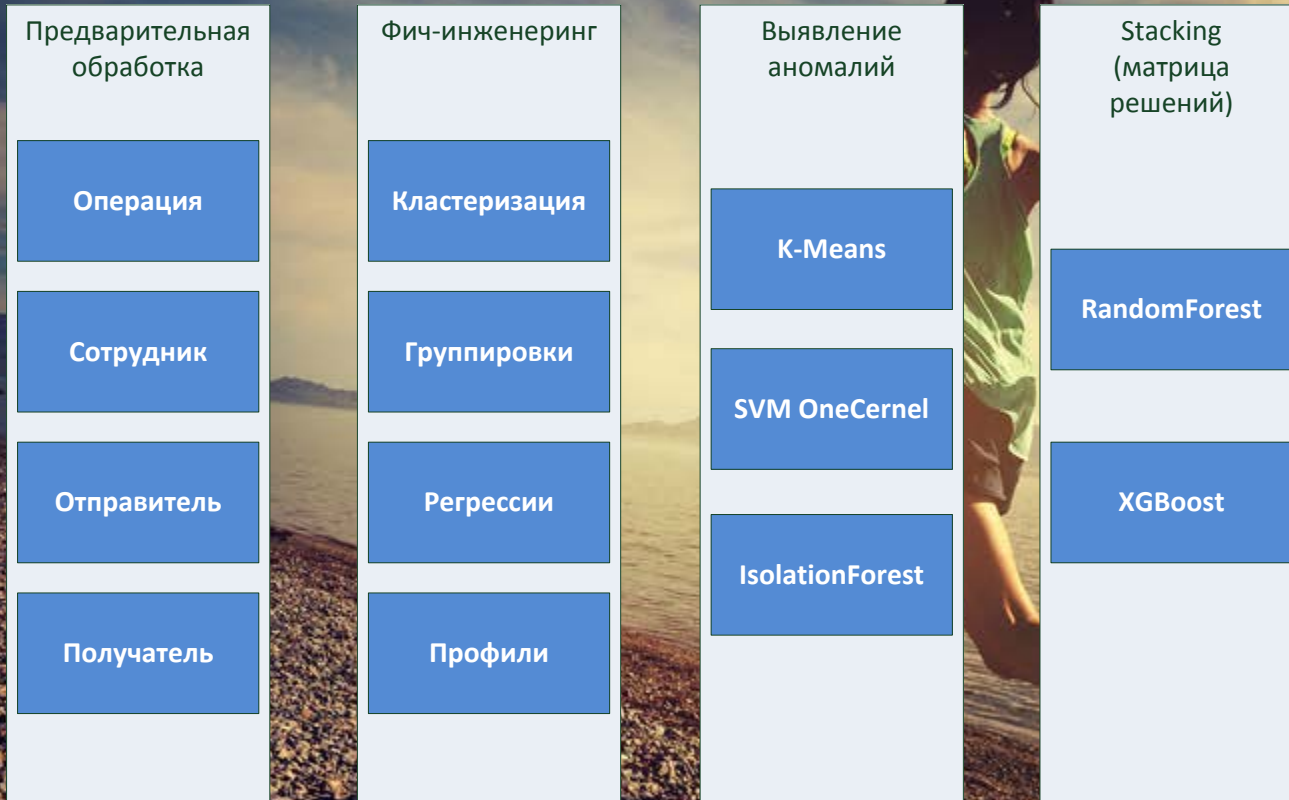 Предварительная
обработка
Операция
Сотрудник
Отправитель
Получатель
Фич-инженеринг
Кластеризация
Группировки
Регрессии
Профили
Выявление
аномалий
K-Means
SVM OneCernel
IsolationForest
Stacking
(матрица
решений)
RandomForest
XGBoost